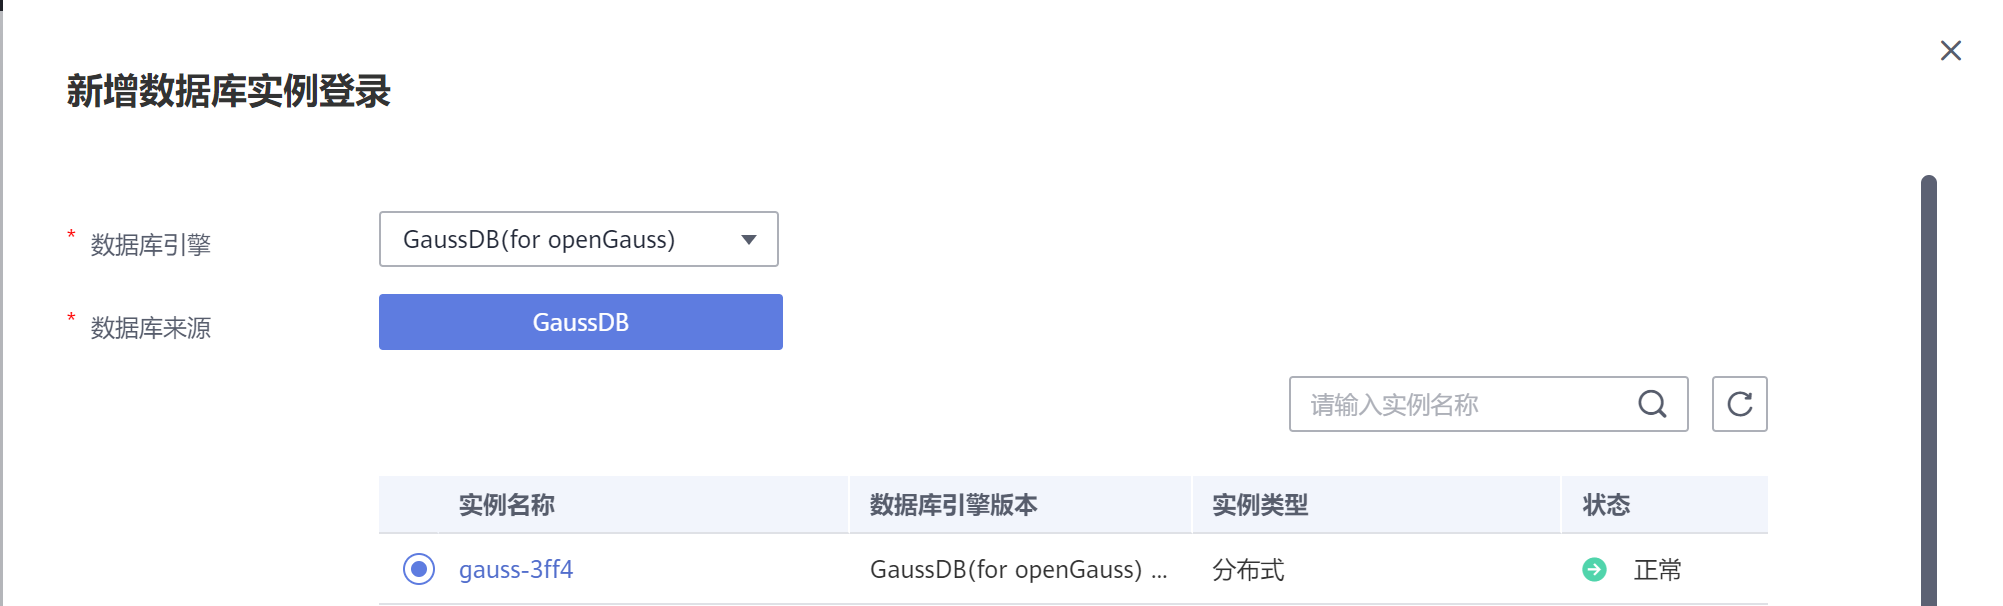 新增数据库实例登录
* 数据库引擎 GaussDB(for openGauss)
* 数据库来源 GaussDB
请输入实例名称
实例名称 数据库引擎版本 实例类型 状态
gauss-3ff4 GaussDB(for openGauss) ... 分布式 正常